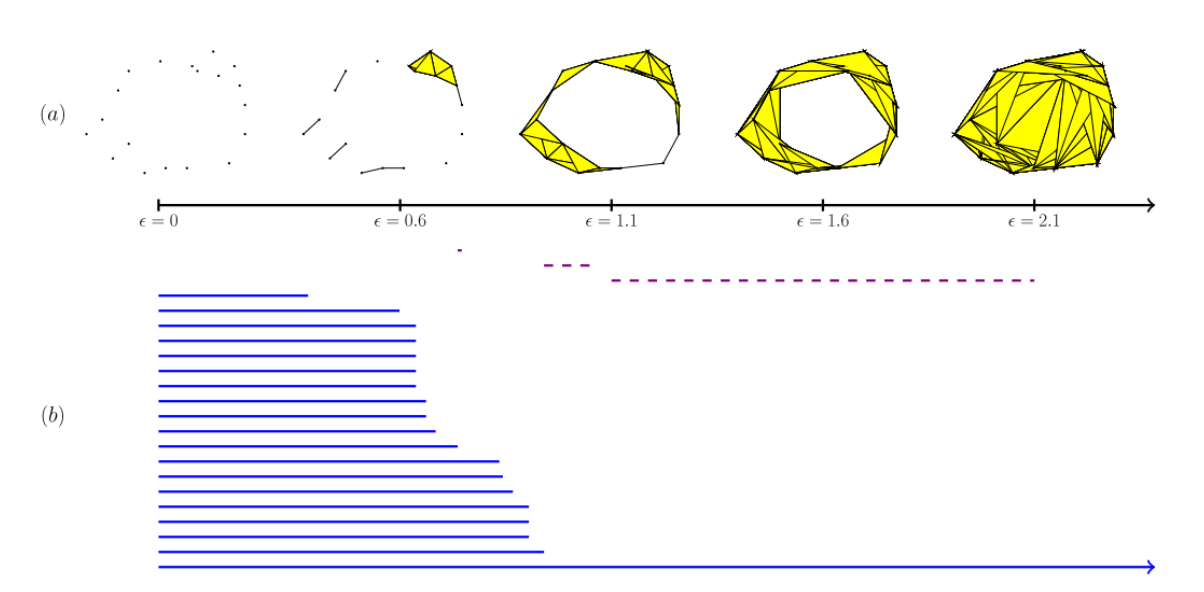 (a)
ϵ = 0
ϵ = 0.6
ϵ = 1.1
ϵ = 1.6
ϵ = 2.1
(b)